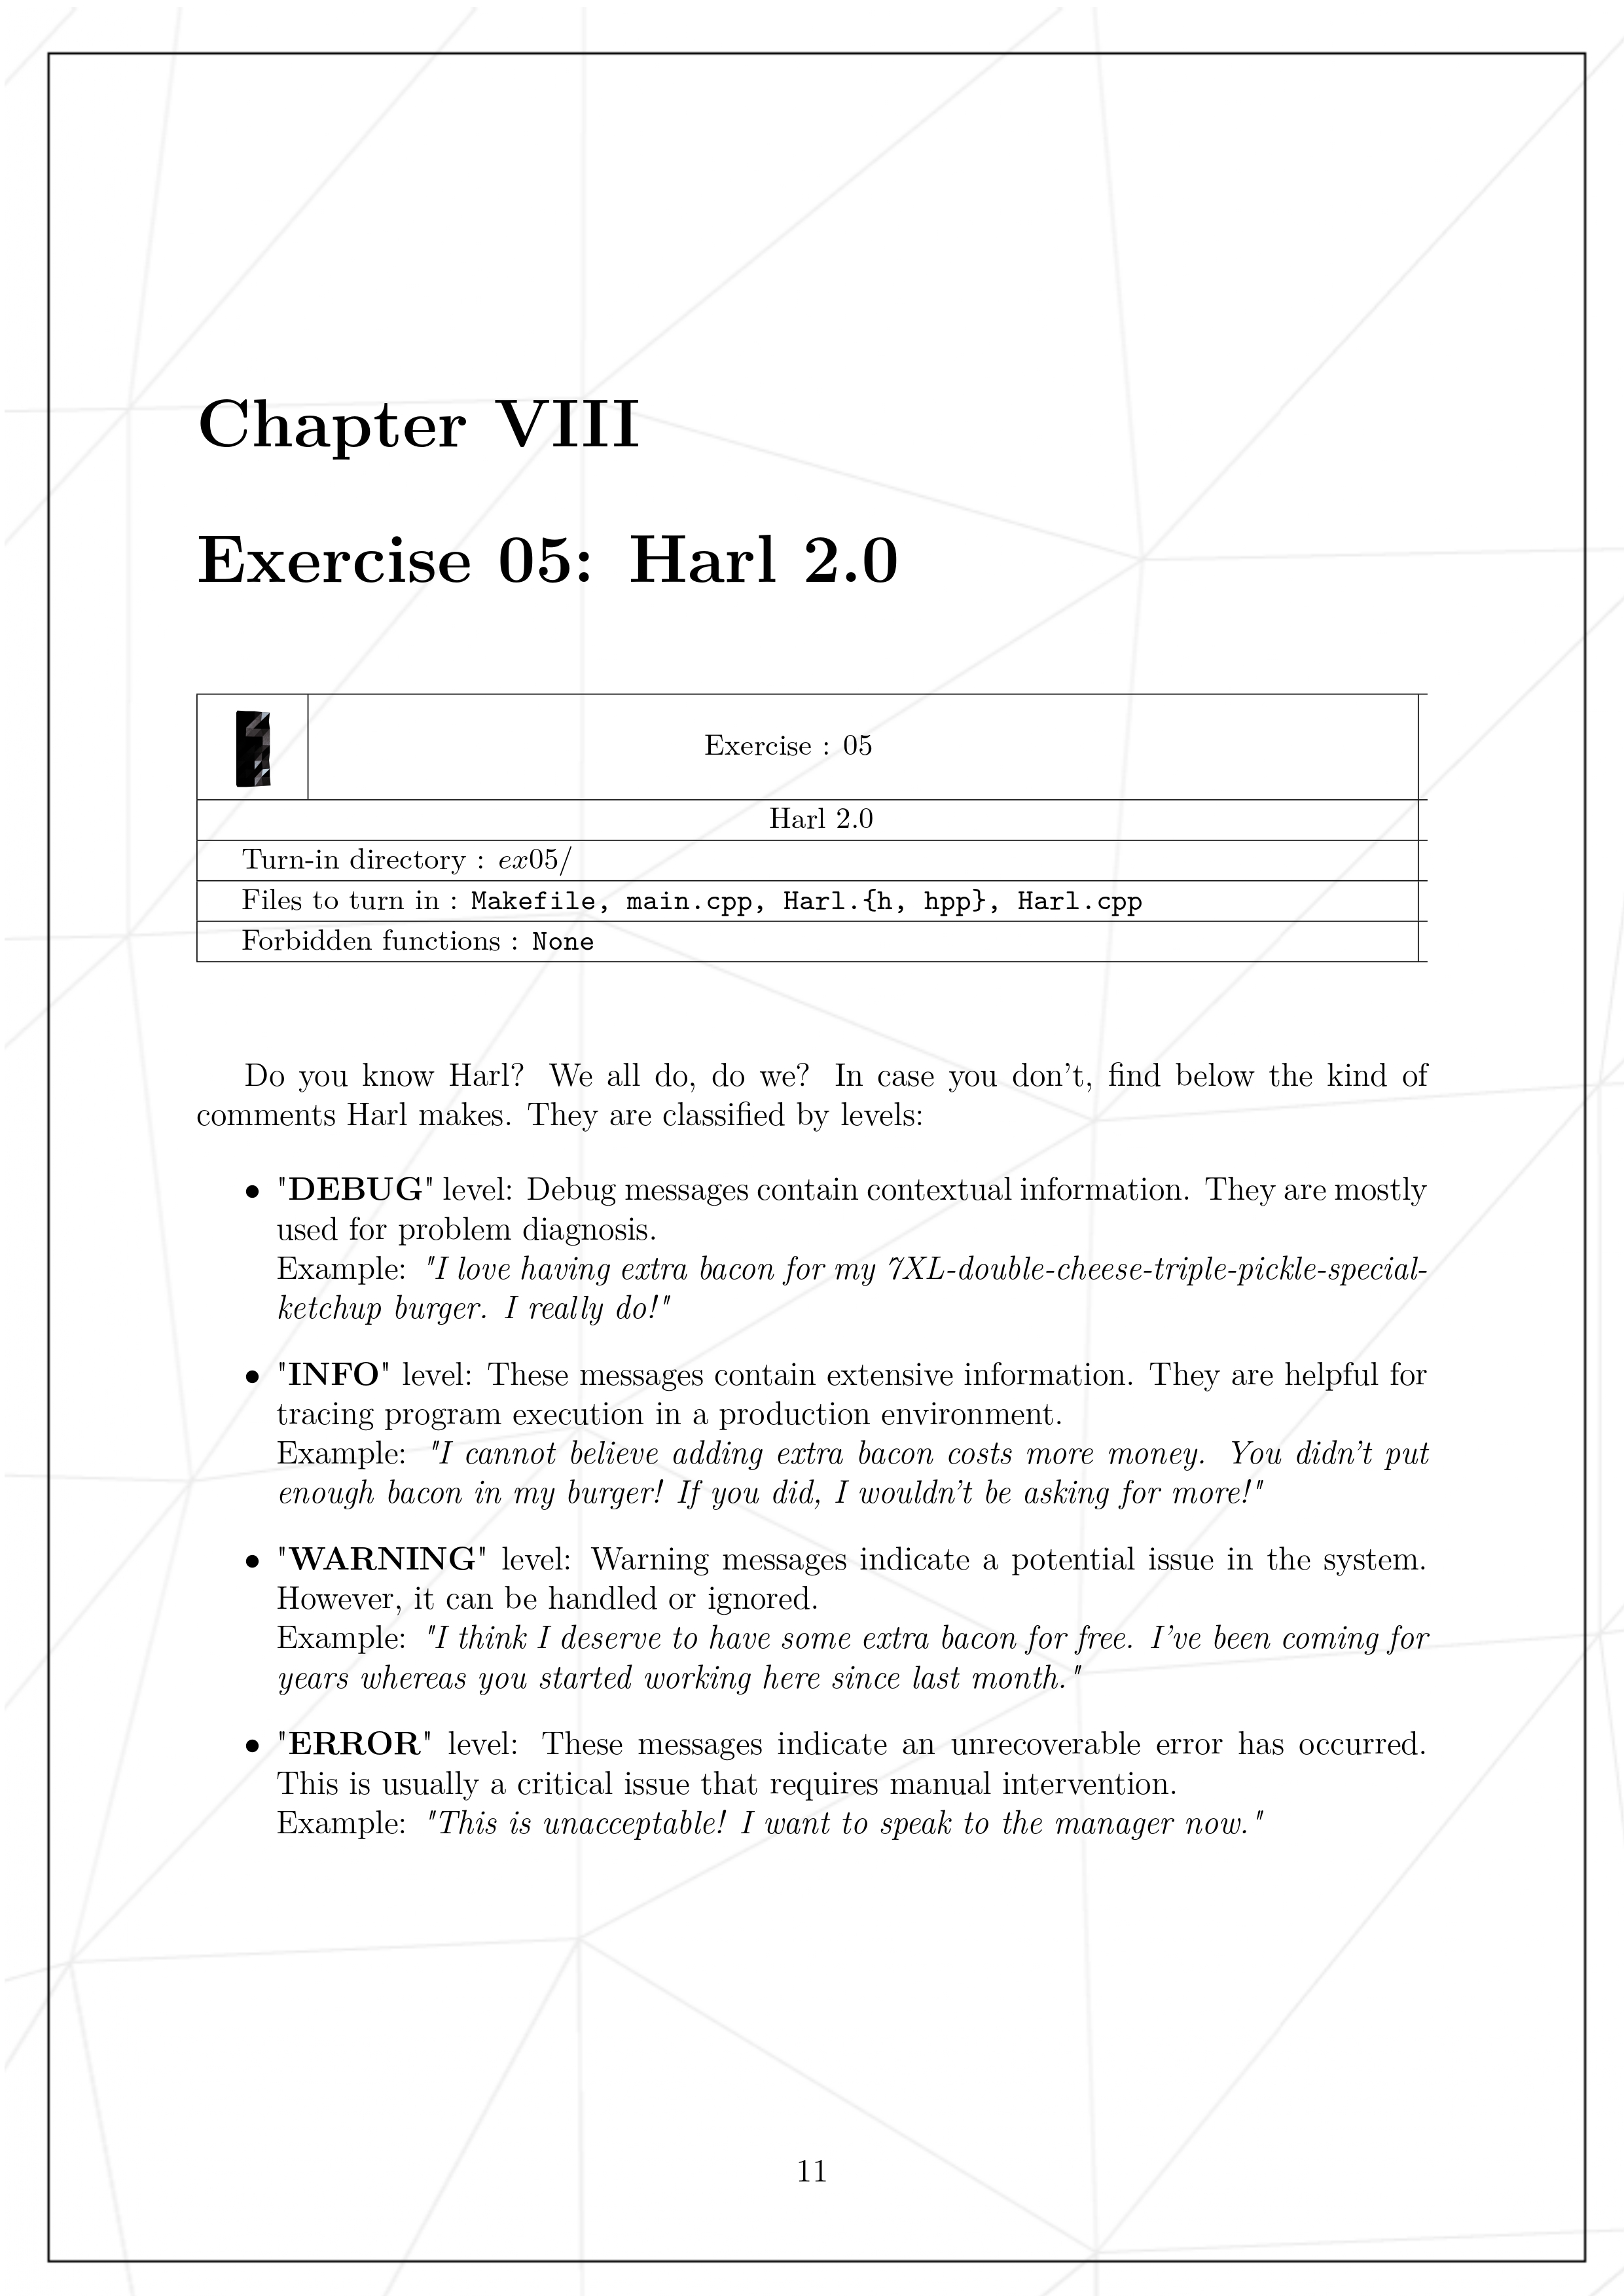 Chapter VIII
Exercise 05: Harl 2.0
Exercise : 05
Harl 2.0
Turn-in directory : ex05/
Files to turn in : Makefile, main.cpp, Harl.{h, hpp}, Harl.cpp
Forbidden functions : None
Do you know Harl? We all do, do we? In case you don't, find below the kind of
comments Harl makes. They are classified by levels:
• "DEBUG" level: Debug messages contain contextual information. They are mostly
used for problem diagnosis.
Example: "I love having extra bacon for my 7XL-double-cheese-triple-pickle-special-
ketchup burger. I really do!"
• "INFO" level: These messages contain extensive information. They are helpful for
tracing program execution in a production environment.
Example: "I cannot believe adding extra bacon costs more money. You didn't put
enough bacon in my burger! If you did, I wouldn't be asking for more!"
• "WARNING" level: Warning messages indicate a potential issue in the system.
However, it can be handled or ignored.
Example: "I think I deserve to have some extra bacon for free. I've been coming for
years whereas you started working here since last month."
• "ERROR" level: These messages indicate an unrecoverable error has occurred.
This is usually a critical issue that requires manual intervention.
Example: "This is unacceptable! I want to speak to the manager now."
11